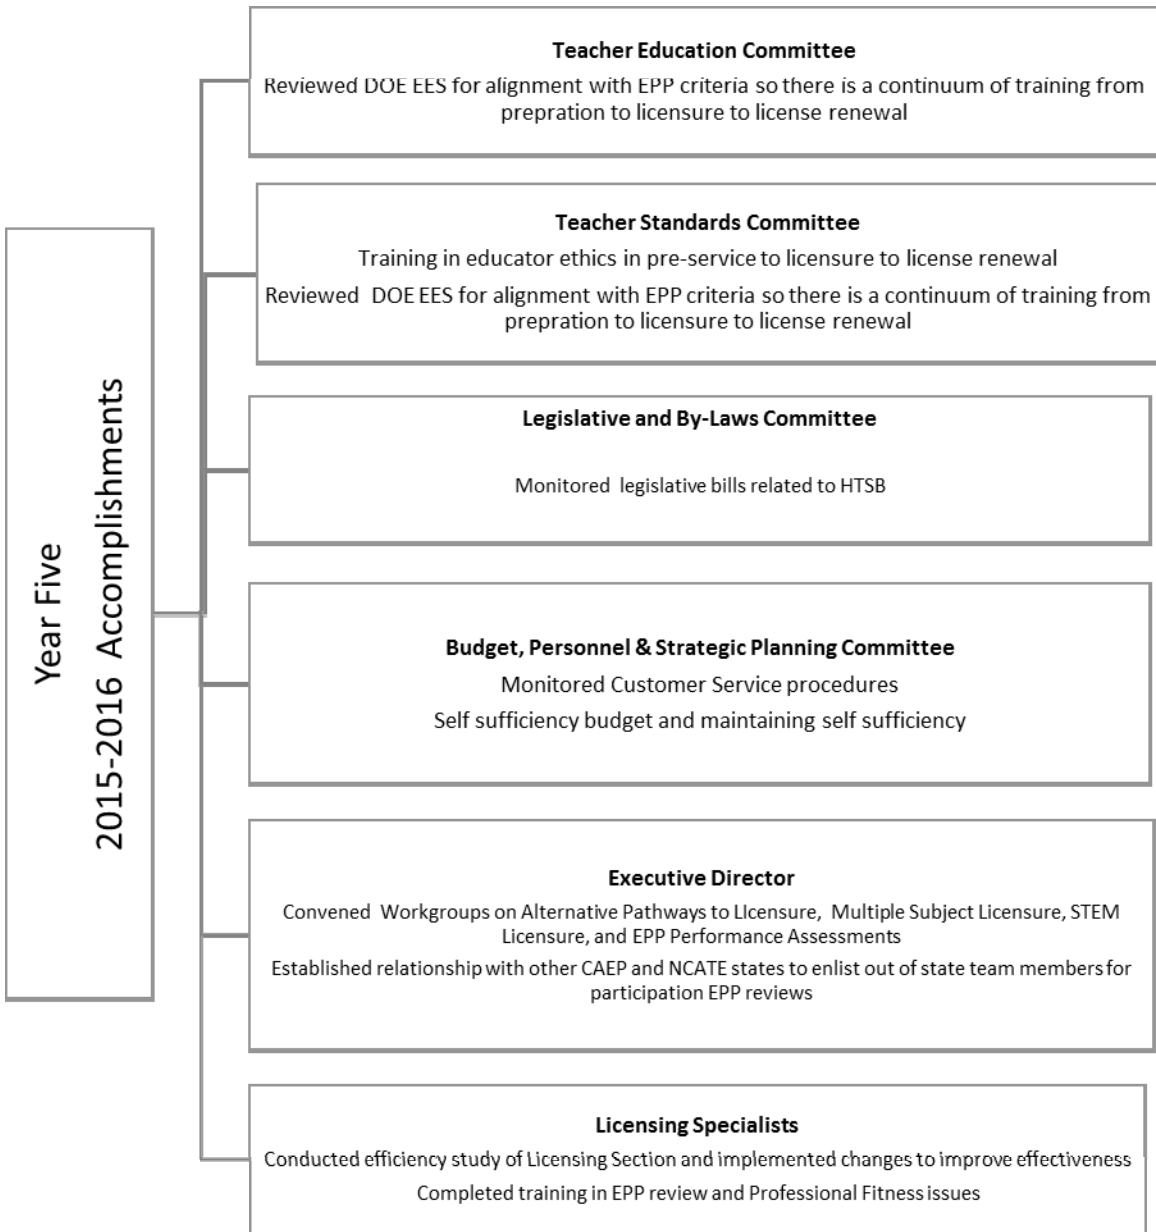 Teacher Education Committee
Reviewed DOE EES for alignment with EPP criteria so there is a continuum of training from
prepration to licensure to license renewal
Teacher Standards Committee
Training in educator ethics in pre-service to licensure to license renewal
Reviewed DOE EES for alignment with EPP criteria so there is a continuum of training from
prepration to licensure to license renewal
Legislative and By-Laws Committee
Monitored legislative bills related to HTSB
Year Five
2015-2016 Accomplishments
Budget, Personnel & Strategic Planning Committee
Monitored Customer Service procedures
Self sufficiency budget and maintaining self sufficiency
Executive Director
Convened Workgroups on Alternative Pathways to LIcensure, Multiple Subject Licensure, STEM
Licensure, and EPP Performance Assessments
Established relationship with other CAEP and NCATE states to enlist out of state team members for
participation EPP reviews
Licensing Specialists
Conducted efficiency study of Licensing Section and implemented changes to improve effectiveness
Completed training in EPP review and Professional Fitness issues